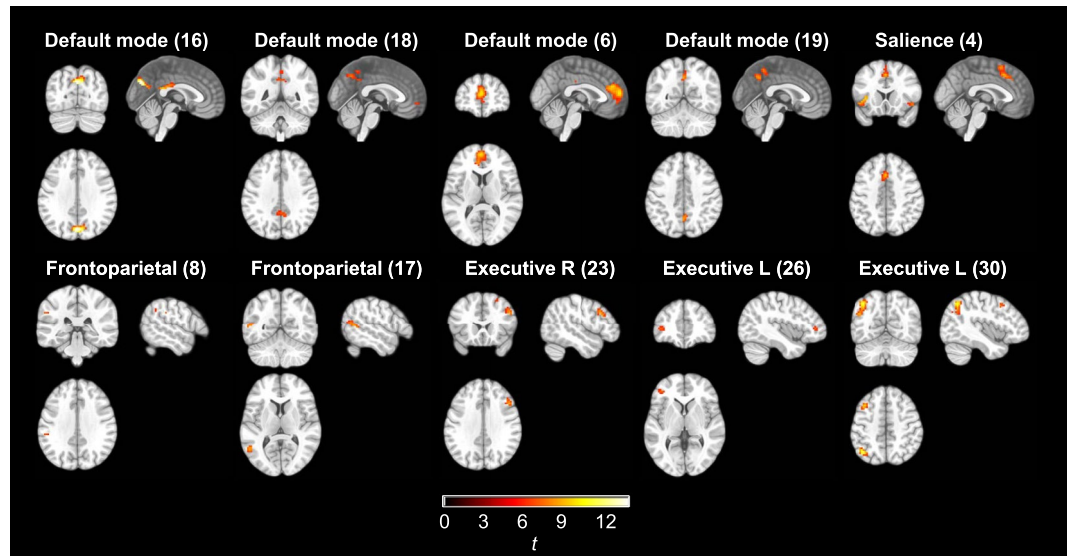 Default mode (16)
Default mode (18)
Default mode (6)
Default mode (19)
Salience (4)
Frontoparietal (8)
Frontoparietal (17)
Executive R (23)
Executive L (26)
Executive L (30)
0 3 6 9 12
t